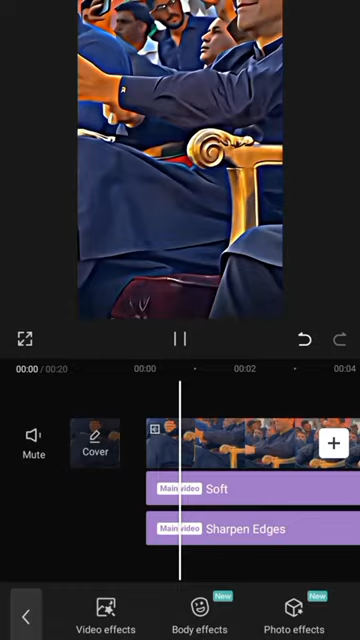 00:00 / 00:20
00:00
00:02
00:04
Mute
Cover
Main video
Soft
Main video
Sharpen Edges
New
New
Video effects
Body effects
Photo effects